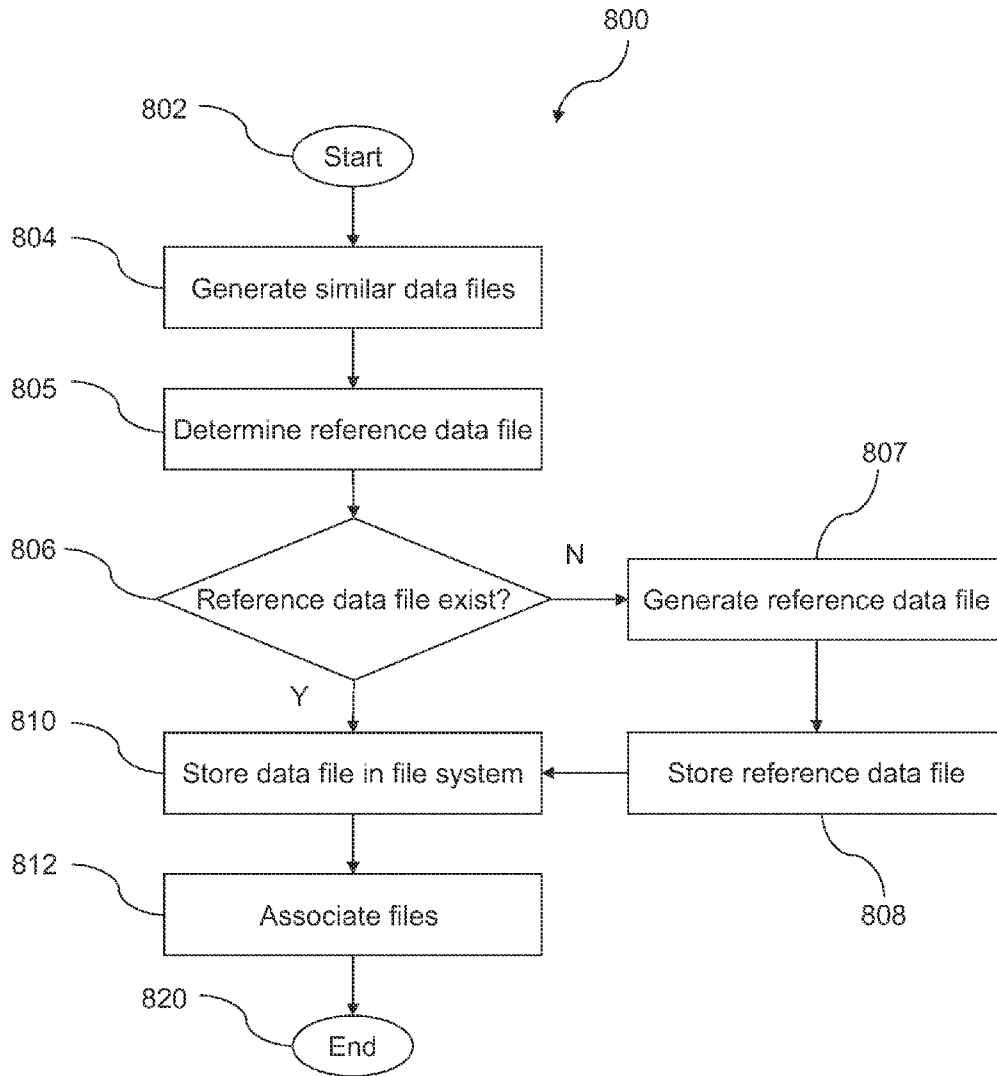 800
802
Start
804
Generate similar data files
805
Determine reference data file
807
806
Reference data file exist?
N
Generate reference data file
Y
810
Store data file in file system
Store reference data file
812
Associate files
808
820
End